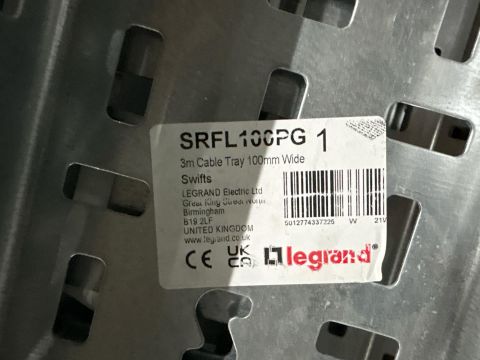 SRFL100PG 1
3m Cable Tray 100mm Wide
Swifts
LEGRAND Electric Ltd
Great King Street North
Birmingham
B19 2LF
UNITED KINGDOM
www.legrand.co.uk
5012774337225 W 21V
CE UK CA legrand®